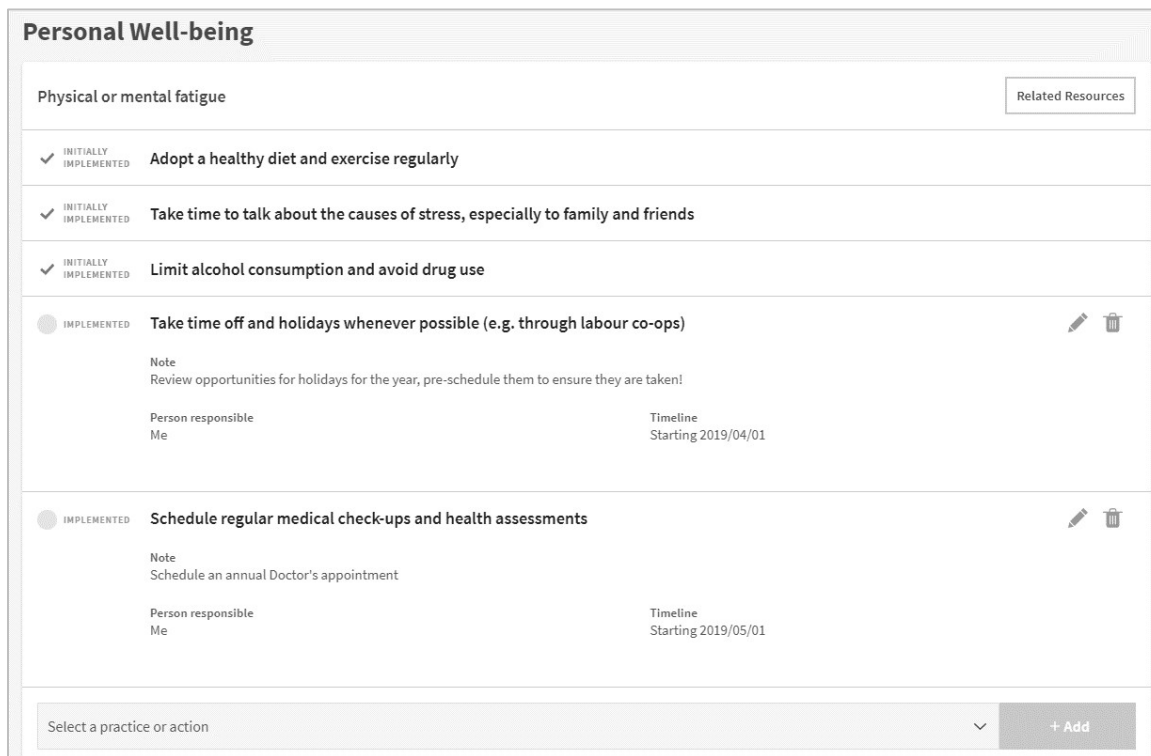 Personal Well-being
Physical or mental fatigue
Related Resources
INITIALLY
IMPLEMENTED
Adopt a healthy diet and exercise regularly
INITIALLY
IMPLEMENTED
Take time to talk about the causes of stress, especially to family and friends
INITIALLY
IMPLEMENTED
Limit alcohol consumption and avoid drug use
IMPLEMENTED
Take time off and holidays whenever possible (e.g. through labour co-ops)
Note
Review opportunities for holidays for the year, pre-schedule them to ensure they are taken!
Person responsible
Me
Timeline
Starting 2019/04/01
IMPLEMENTED
Schedule regular medical check-ups and health assessments
Note
Schedule an annual Doctor's appointment
Person responsible
Me
Timeline
Starting 2019/05/01
Select a practice or action
+ Add